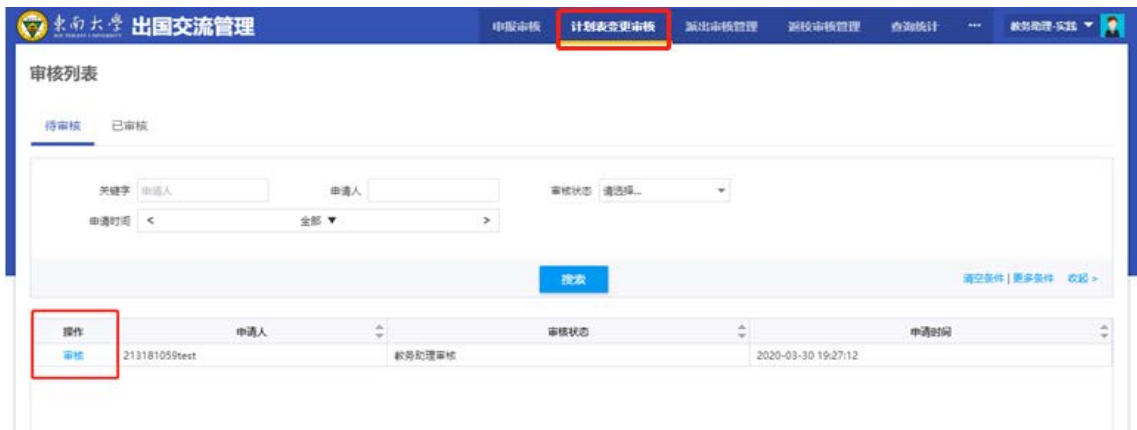 东南大学 出国交流管理 申报审核 计划表变更审核 派出审核管理 返校审核管理 查询统计 ··· 教务助理-实践
审核列表
待审核 已审核
关键字 申请人 申请人 审核状态 请选择...
申请时间 < 全部 ▼ >
搜索 清空条件 | 更多条件 收起 >
操作 申请人 审核状态 申请时间
审核 213181059test 教务助理审核 2020-03-30 19:27:12